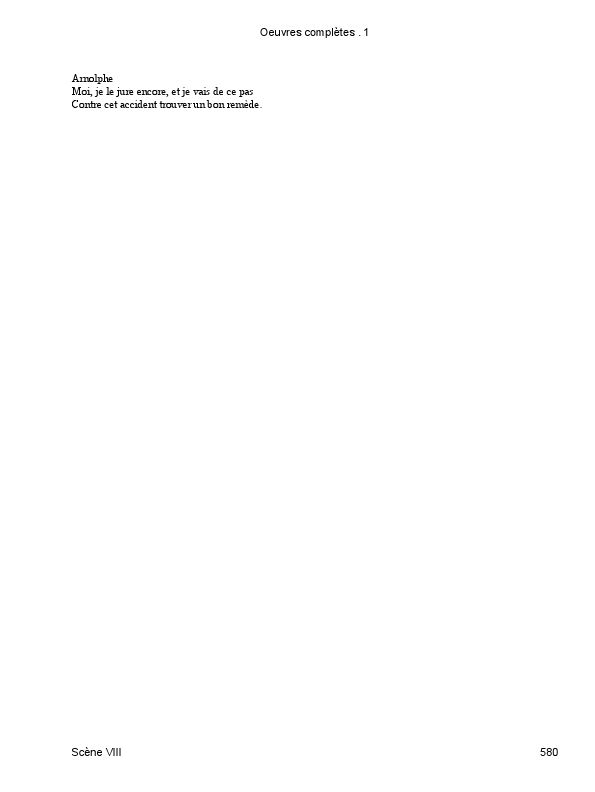 Oeuvres complètes . 1
Arnolphe
Moi, je le jure encore, et je vais de ce pas
Contre cet accident trouver un bon remède.
Scène VIII
580